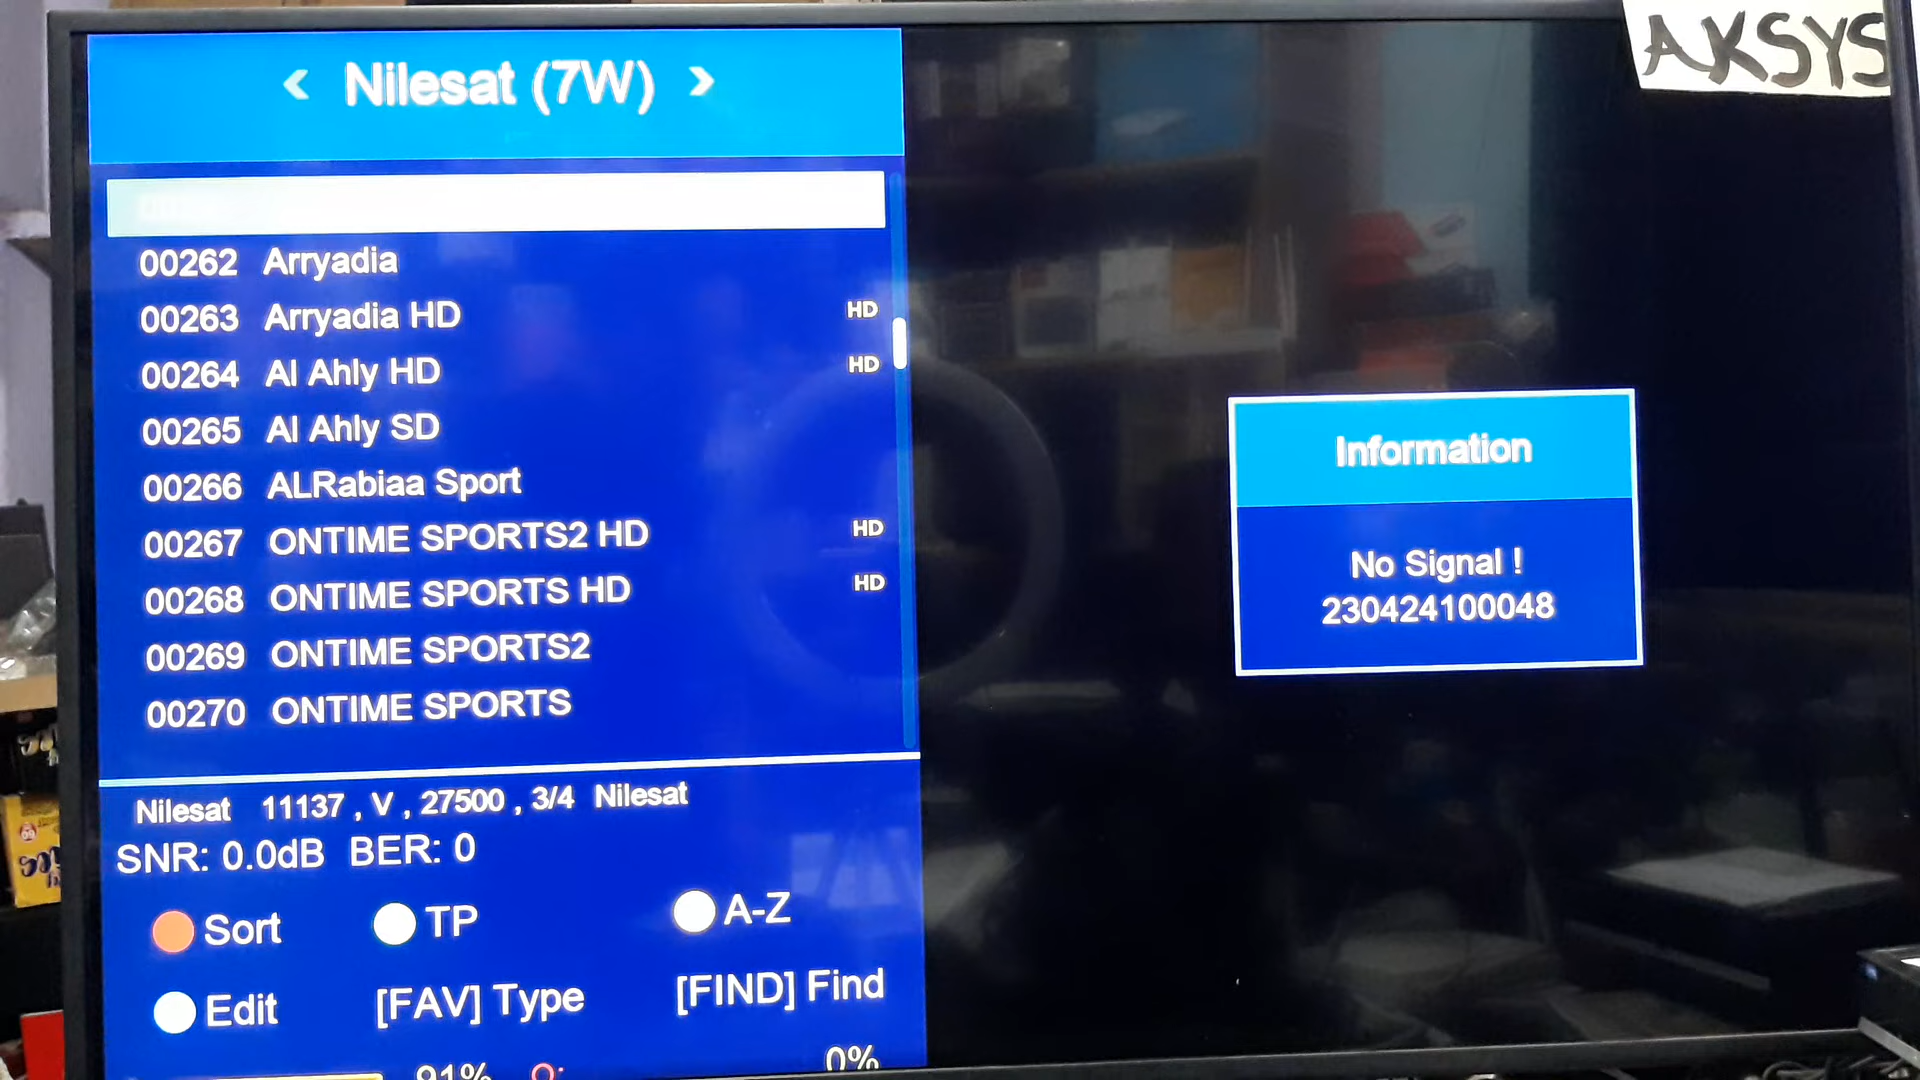 AKSYS
< Nilesat (7W) >
00262 Arryadia
00263 Arryadia HD HD
00264 Al Ahly HD HD
00265 Al Ahly SD
00266 ALRabiaa Sport
00267 ONTIME SPORTS2 HD HD
00268 ONTIME SPORTS HD HD
00269 ONTIME SPORTS2
00270 ONTIME SPORTS
Nilesat 11137 , V , 27500 , 3/4 Nilesat
SNR: 0.0dB BER: 0
Sort TP A-Z
Edit [FAV] Type [FIND] Find
91% Q: 0%
Information
No Signal !
230424100048